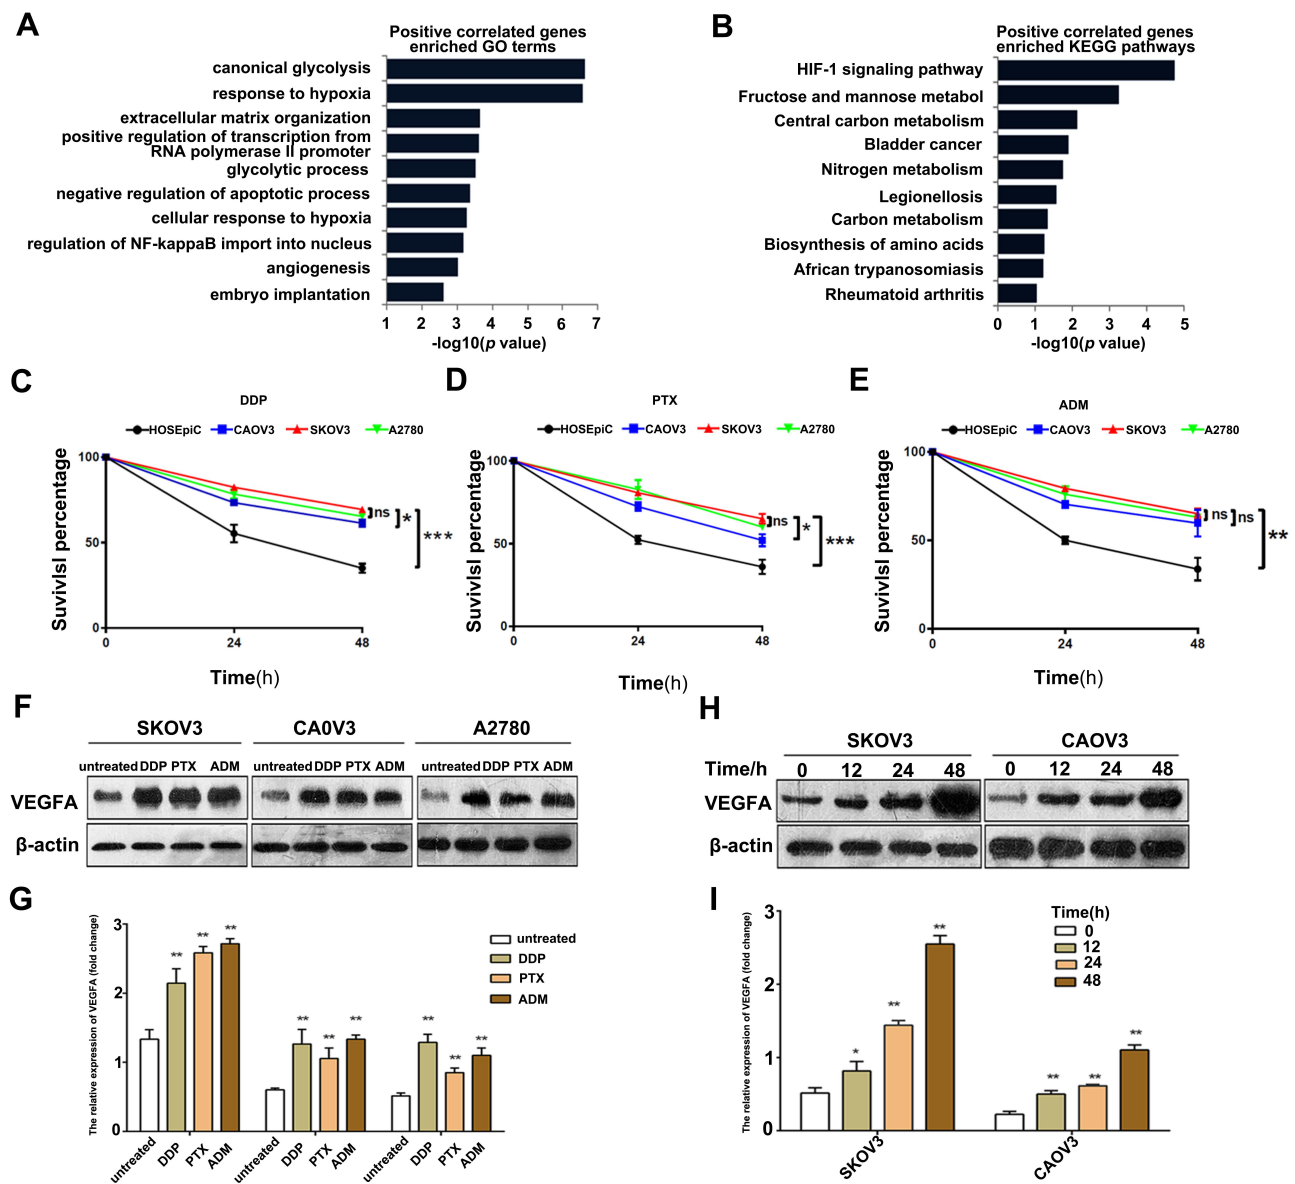 A
Positive correlated genes
enriched GO terms
canonical glycolysis
response to hypoxia
extracellular matrix organization
positive regulation of transcription from
RNA polymerase II promoter
glycolytic process
negative regulation of apoptotic process
cellular response to hypoxia
regulation of NF-kappaB import into nucleus
angiogenesis
embryo implantation
1 2 3 4 5 6 7
-log10(p value)
B
Positive correlated genes
enriched KEGG pathways
HIF-1 signaling pathway
Fructose and mannose metabol
Central carbon metabolism
Bladder cancer
Nitrogen metabolism
Legionellosis
Carbon metabolism
Biosynthesis of amino acids
African trypanosomiasis
Rheumatoid arthritis
0 1 2 3 4 5
-log10(p value)
C
DDP
HOSEpiC CAOV3 SKOV3 A2780
Suvivlsl percentage
100
50
0
0 24 48
ns * ***
Time(h)
D
PTX
HOSEpiC CAOV3 SKOV3 A2780
Suvivlsl percentage
100
50
0
0 24 48
ns * ***
Time(h)
E
ADM
HOSEpiC CAOV3 SKOV3 A2780
Suvivlsl percentage
100
50
0
0 24 48
ns ns **
Time(h)
F
SKOV3 CA0V3 A2780
untreated DDP PTX ADM untreated DDP PTX ADM untreated DDP PTX ADM
VEGFA
β-actin
H
SKOV3 CAOV3
Time/h 0 12 24 48 0 12 24 48
VEGFA
β-actin
G
The relative expression of VEGFA (fold change)
3
2
1
0
** ** **
** ** **
** ** **
untreated
DDP
PTX
ADM
untreated DDP PTX ADM untreated DDP PTX ADM untreated DDP PTX ADM
I
The relative expression of VEGFA (fold change)
3
2
1
0
* ** **
** ** **
Time(h)
0
12
24
48
SKOV3 CAOV3